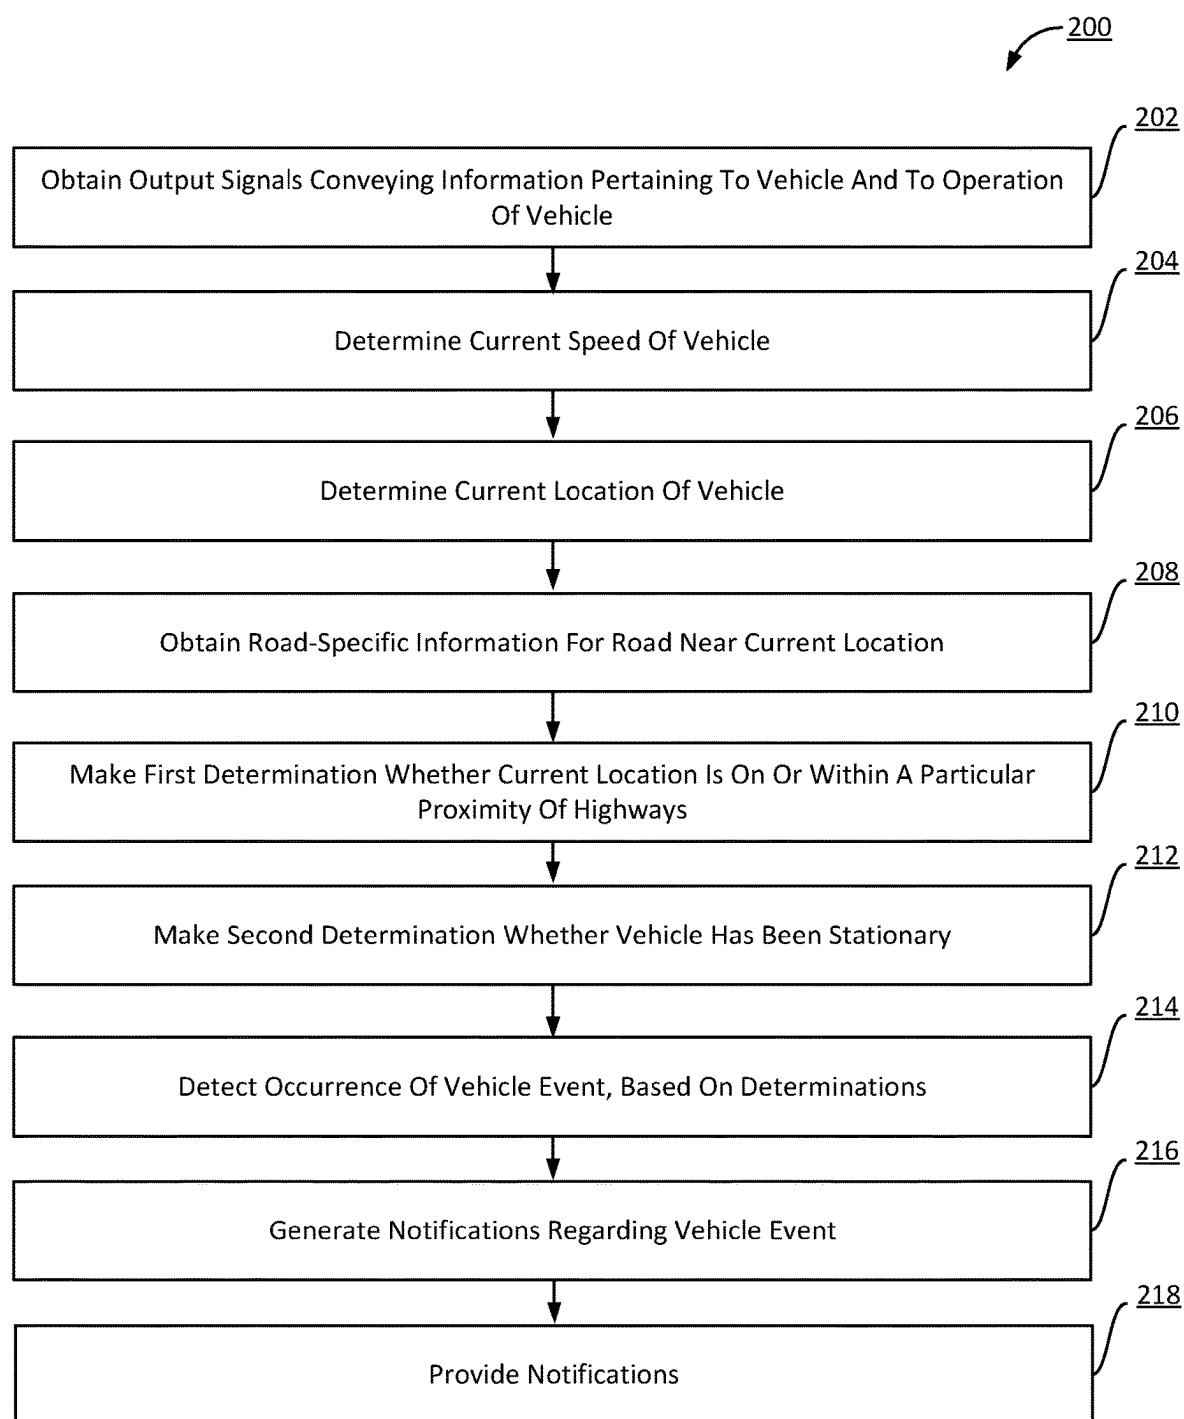 200
202
Obtain Output Signals Conveying Information Pertaining To Vehicle And To Operation
Of Vehicle
204
Determine Current Speed Of Vehicle
206
Determine Current Location Of Vehicle
208
Obtain Road-Specific Information For Road Near Current Location
210
Make First Determination Whether Current Location Is On Or Within A Particular
Proximity Of Highways
212
Make Second Determination Whether Vehicle Has Been Stationary
214
Detect Occurrence Of Vehicle Event, Based On Determinations
216
Generate Notifications Regarding Vehicle Event
218
Provide Notifications